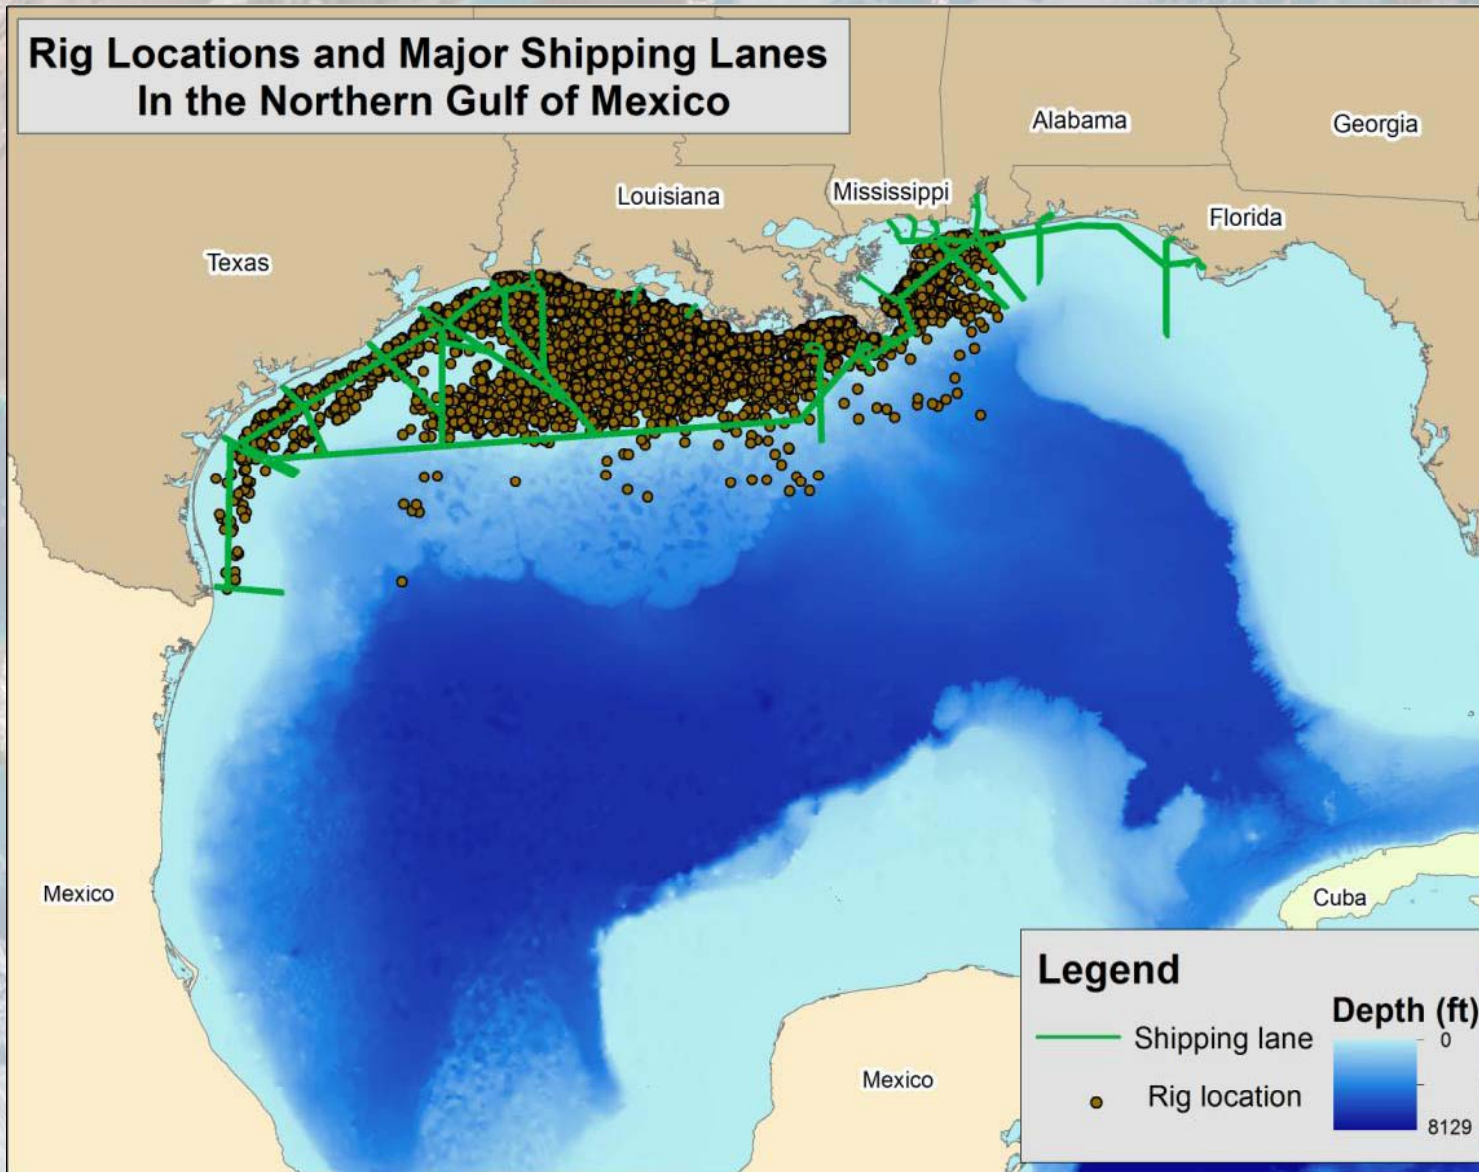 Rig Locations and Major Shipping Lanes
In the Northern Gulf of Mexico
Alabama
Georgia
Louisiana
Mississippi
Florida
Texas
Mexico
Cuba
Mexico
Legend
Depth (ft)
Shipping lane
0
Rig location
8129